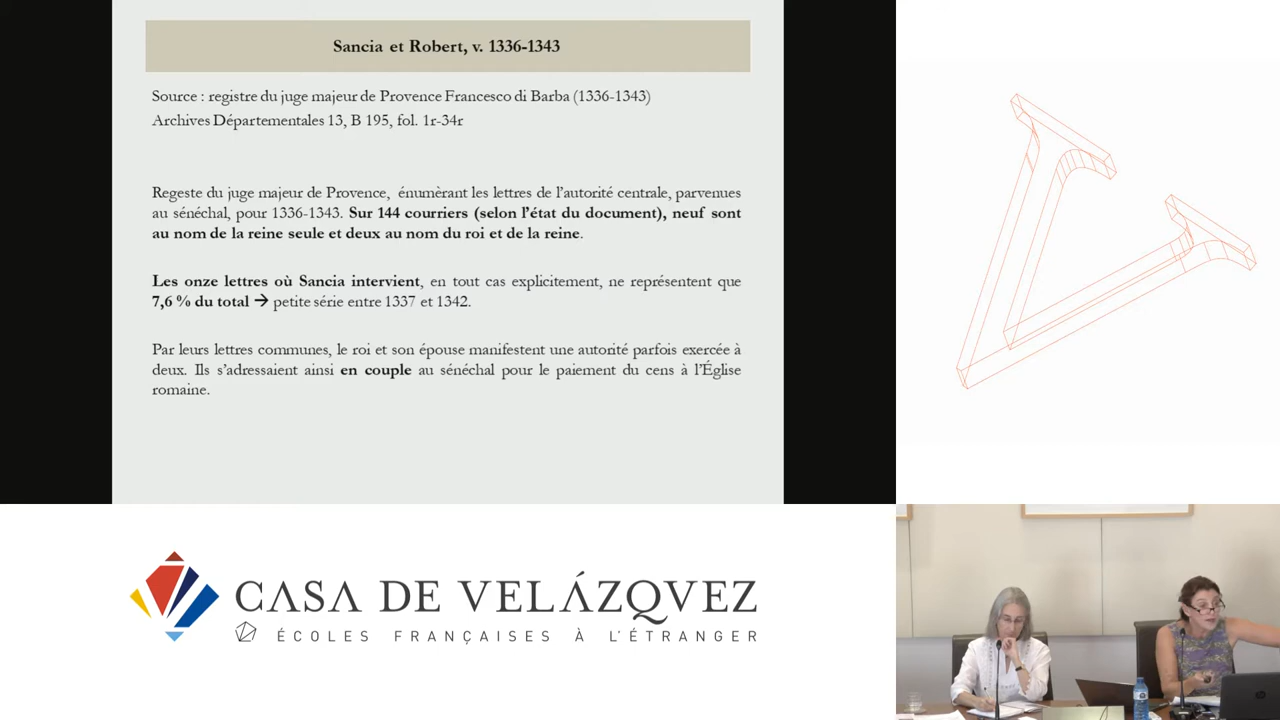 Sancia et Robert, v. 1336-1343
Source : registre du juge majeur de Provence Francesco di Barba (1336-1343)
Archives Départementales 13, B 195, fol. 1r-34r
Regeste du juge majeur de Provence, énumèrant les lettres de l'autorité centrale, parvenues
au sénéchal, pour 1336-1343. Sur 144 courriers (selon l'état du document), neuf sont
au nom de la reine seule et deux au nom du roi et de la reine.
Les onze lettres où Sancia intervient, en tout cas explicitement, ne représentent que
7,6 % du total → petite série entre 1337 et 1342.
Par leurs lettres communes, le roi et son épouse manifestent une autorité parfois exercée à
deux. Ils s'adressaient ainsi en couple au sénéchal pour le paiement du cens à l'Église
romaine.
CASA DE VELÁZQVEZ
ÉCOLES FRANÇAISES À L'ÉTRANGER